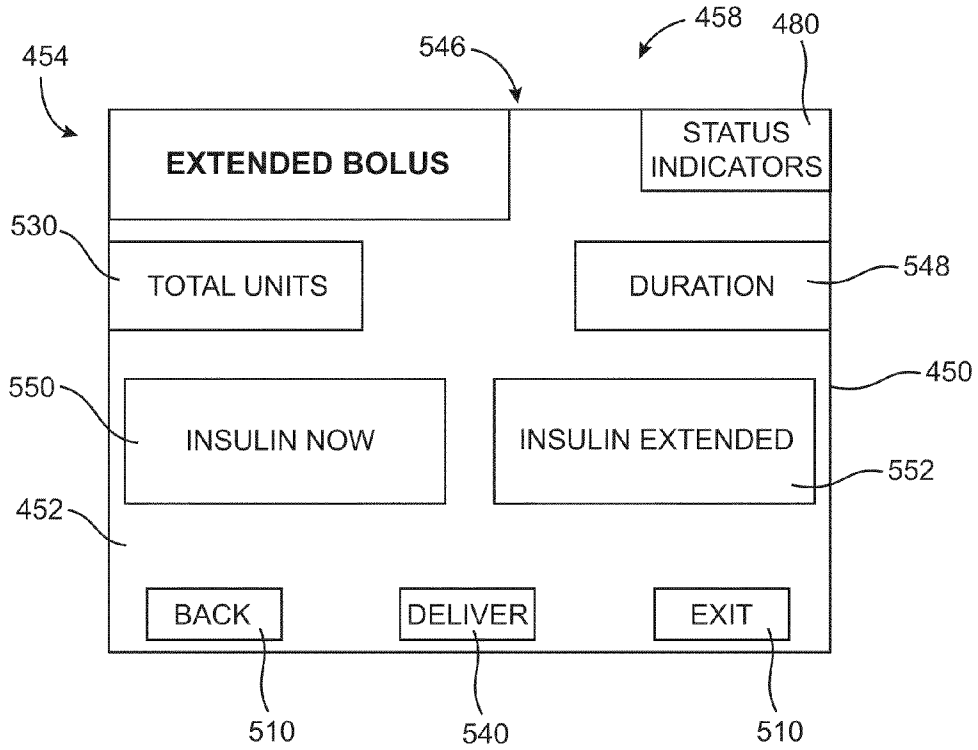 458
480
546
454
STATUS
INDICATORS
EXTENDED BOLUS
530
TOTAL UNITS
DURATION
548
450
550
INSULIN NOW
INSULIN EXTENDED
552
452
BACK
DELIVER
EXIT
510
540
510